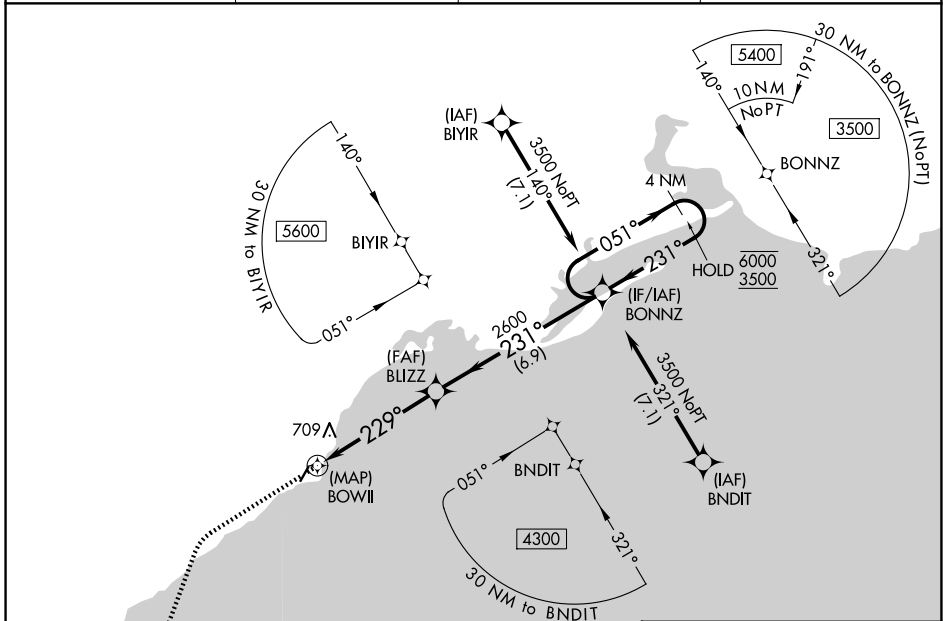 5400
30 NM to BONNZ (NoPT)
140°
191°
10 NM
NoPT
3500
BONNZ
321°
(IAF)
BIYIR
3500 NoPT
140°
(7.1)
4 NM
051°
231°
HOLD
6000
3500
140°
30 NM to BIYIR
5600
BIYIR
051°
(IF/IAF)
BONNZ
2600
231°
(6.9)
(FAF)
BLIZZ
229°
709
(MAP)
BOWII
3500 NoPT
321°
(7.1)
(IAF)
BNDIT
051°
BNDIT
4300
321°
30 NM to BNDIT